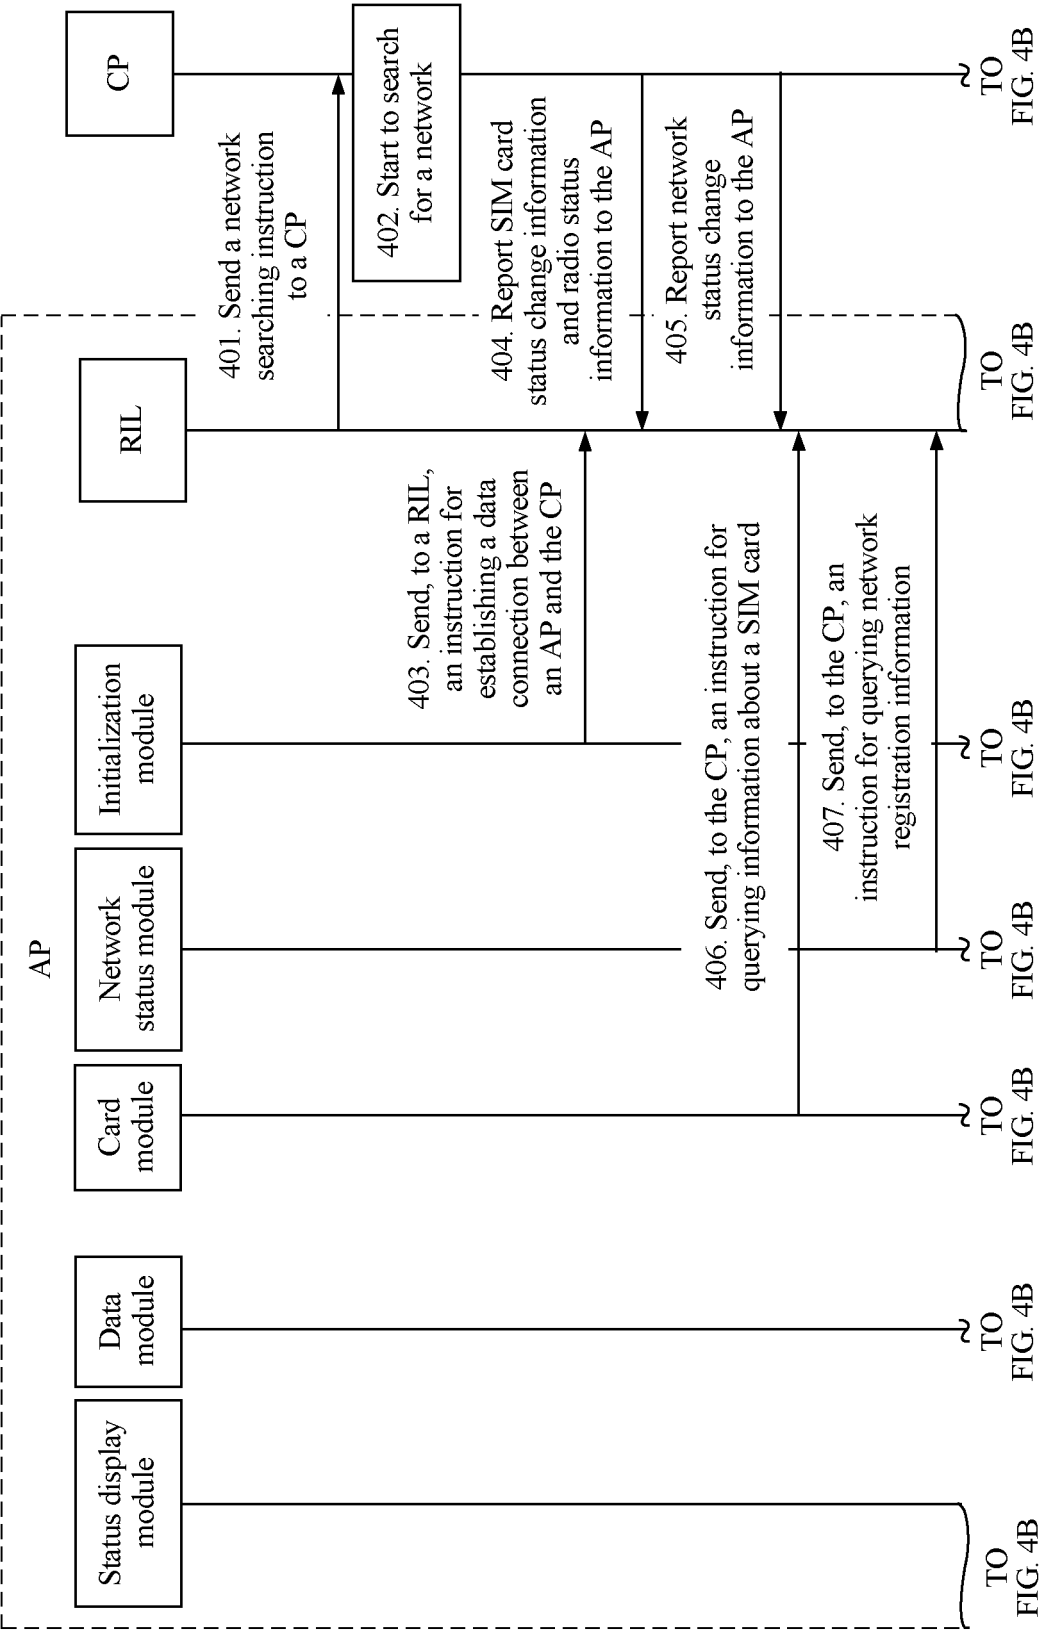 AP
Status display
module
Data
module
Card
module
Network
status module
Initialization
module
RIL
CP
401. Send a network
searching instruction
to a CP
402. Start to search
for a network
403. Send, to a RIL,
an instruction for
establishing a data
connection between
an AP and the CP
404. Report SIM card
status change information
and radio status
information to the AP
405. Report network
status change
information to the AP
406. Send, to the CP, an instruction for
querying information about a SIM card
407. Send, to the CP, an
instruction for querying network
registration information
TO
FIG. 4B
TO
FIG. 4B
TO
FIG. 4B
TO
FIG. 4B
TO
FIG. 4B
TO
FIG. 4B
TO
FIG. 4B